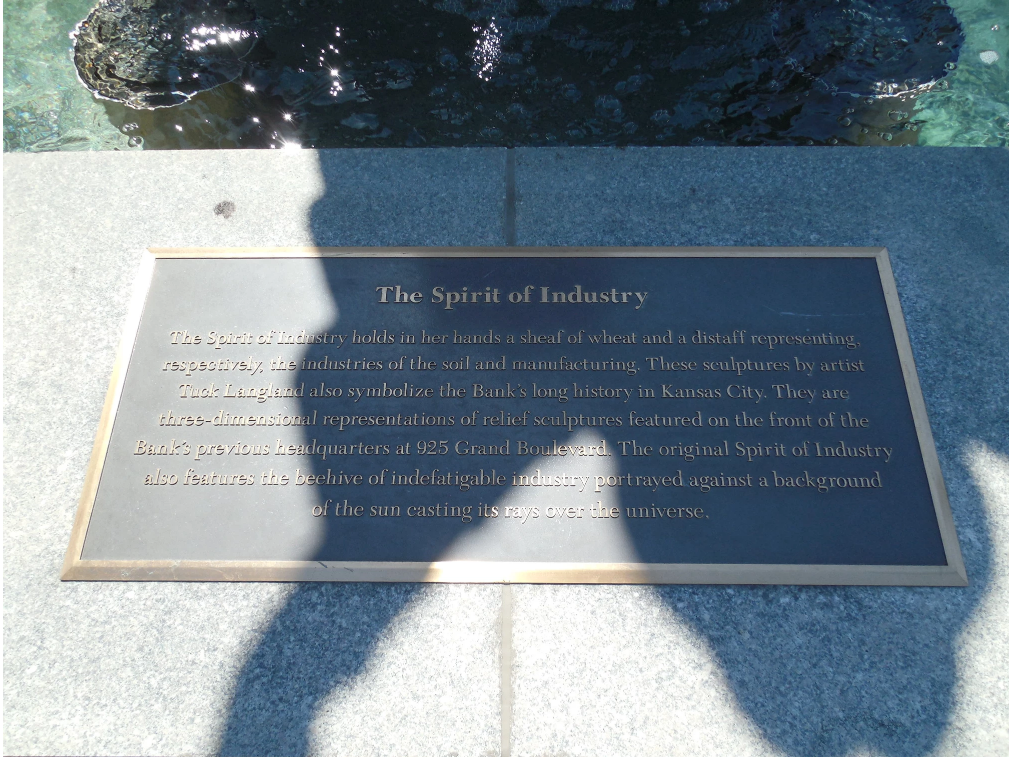 The Spirit of Industry
The Spirit of Industry holds in her hands a sheaf of wheat and a distaff representing,
respectively, the industries of the soil and manufacturing. These sculptures by artist
Tuck Langland also symbolize the Bank's long history in Kansas City. They are
three-dimensional representations of relief sculptures featured on the front of the
Bank's previous headquarters at 925 Grand Boulevard. The original Spirit of Industry
also features the beehive of indefatigable industry portrayed against a background
of the sun casting its rays over the universe.